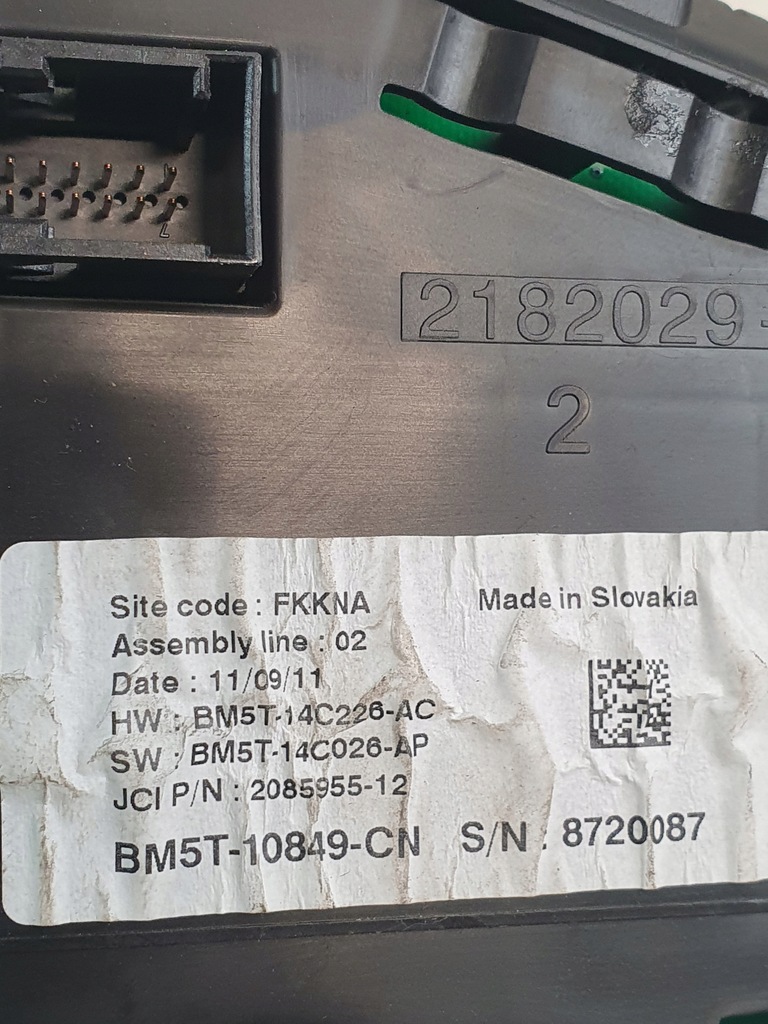 2182029-
2
Site code : FKKNA
Made in Slovakia
Assembly line : 02
Date : 11/09/11
HW : BM5T-14C226-AC
SW : BM5T-14C026-AP
JCI P/N : 2085955-12
BM5T-10849-CN S/N . 8720087